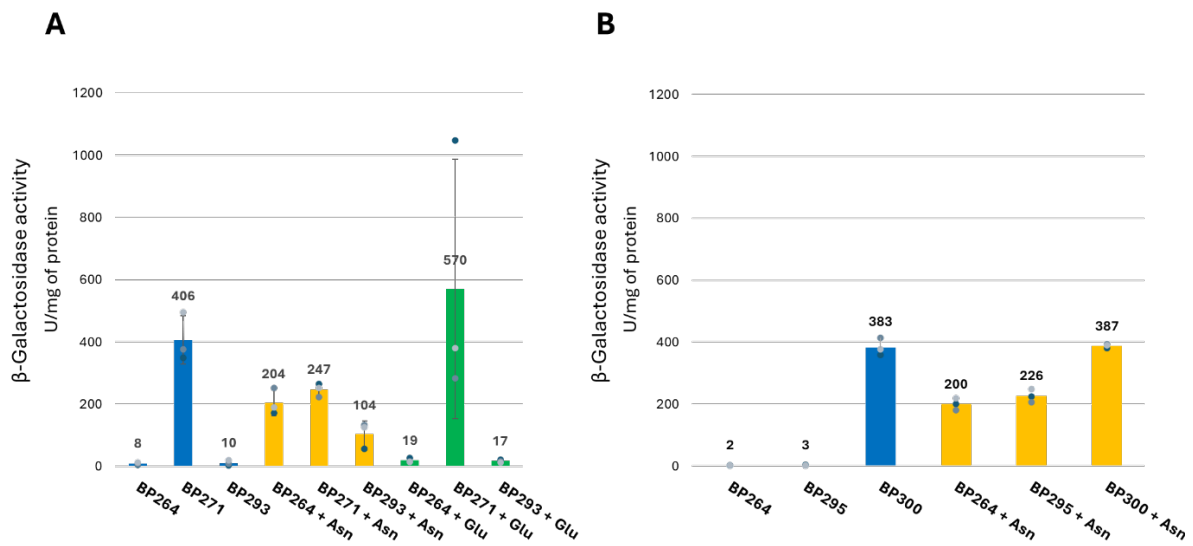 A
β-Galactosidase activity
U/mg of protein
1200
1000
800
600
400
200
0
8
406
10
204
247
104
19
570
17
BP264
BP271
BP293
BP264 + Asn
BP271 + Asn
BP293 + Asn
BP264 + Glu
BP271 + Glu
BP293 + Glu
B
β-Galactosidase activity
U/mg of protein
1200
1000
800
600
400
200
0
2
3
383
200
226
387
BP264
BP295
BP300
BP264 + Asn
BP295 + Asn
BP300 + Asn